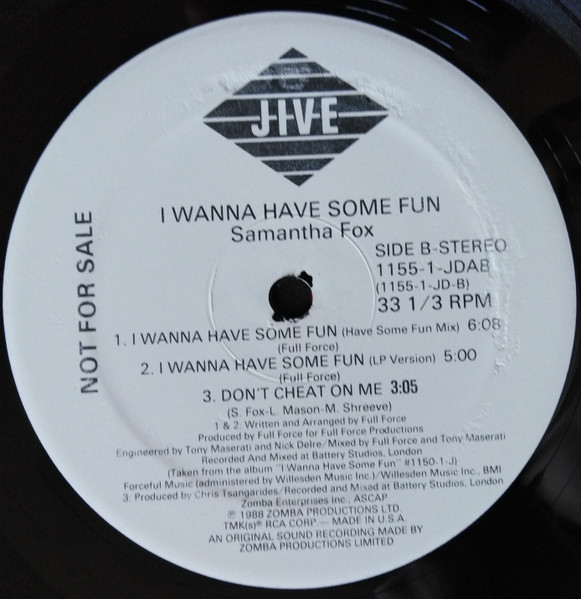 JIVE
I WANNA HAVE SOME FUN
Samantha Fox
NOT FOR SALE
SIDE B-STEREO
1155-1-JDAB
(1155-1-JD-B)
33 1/3 RPM
1. I WANNA HAVE SOME FUN (Have Some Fun Mix) 6:08
(Full Force)
2. I WANNA HAVE SOME FUN (LP Version) 5:00
(Full Force)
3. DON'T CHEAT ON ME 3:05
(S. Fox-L. Mason-M. Shreeve)
1 & 2. Written and Arranged by Full Force
Produced by Full Force for Full Force Productions
Engineered by Tony Maserati and Nick Delre/Mixed by Full Force and Tony Maserati
Recorded And Mixed at Battery Studios, London
(Taken from the album "I Wanna Have Some Fun" #1150-1-J)
Forceful Music (administered by Willesden Music Inc.)/Willesden Music Inc., BMI
3. Produced by Chris Tsangarides/Recorded and Mixed at Battery Studios, London
Zomba Enterprises Inc., ASCAP
℗ 1988 ZOMBA PRODUCTIONS LTD.
TMK(s)® RCA CORP — MADE IN U.S.A
AN ORIGINAL SOUND RECORDING MADE BY
ZOMBA PRODUCTIONS LIMITED